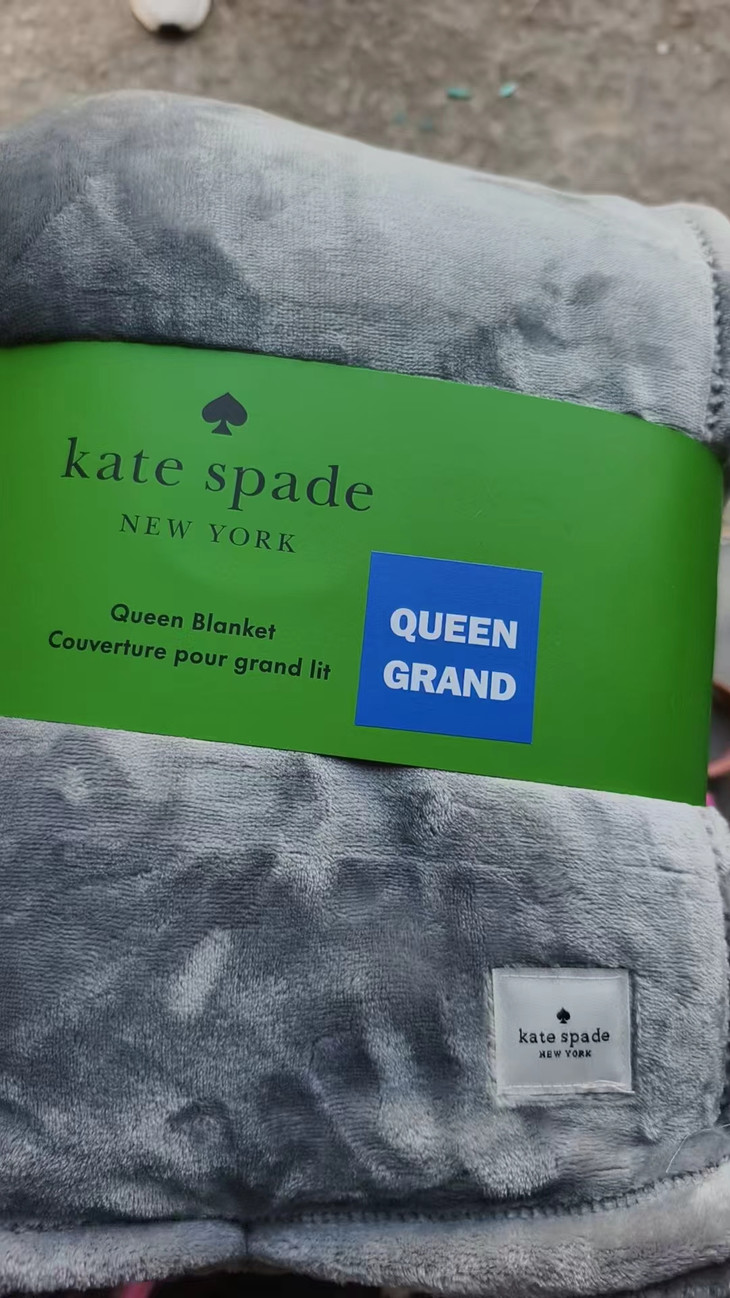 kate spade
NEW YORK
Queen Blanket
Couverture pour grand lit
QUEEN
GRAND
kate spade
NEW YORK